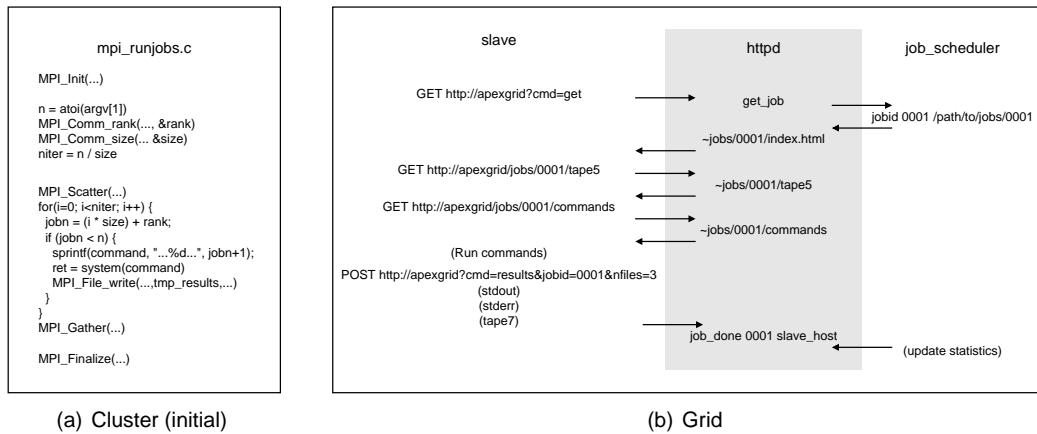 mpi_runjobs.c
MPI_Init(...)
n = atoi(argv[1])
MPI_Comm_rank(..., &rank)
MPI_Comm_size(... &size)
niter = n / size
MPI_Scatter(...)
for(i=0; i<niter; i++) {
jobn = (i * size) + rank;
if (jobn < n) {
sprintf(command, "...%d...", jobn+1);
ret = system(command)
MPI_File_write(...,tmp_results,...)
}
}
MPI_Gather(...)
MPI_Finalize(...)
(a) Cluster (initial)
slave
httpd
job_scheduler
GET http://apexgrid?cmd=get
get_job
jobid 0001 /path/to/jobs/0001
~jobs/0001/index.html
GET http://apexgrid/jobs/0001/tape5
~jobs/0001/tape5
GET http://apexgrid/jobs/0001/commands
~jobs/0001/commands
(Run commands)
POST http://apexgrid?cmd=results&jobid=0001&nfiles=3
(stdout)
(stderr)
(tape7)
job_done 0001 slave_host
(update statistics)
(b) Grid